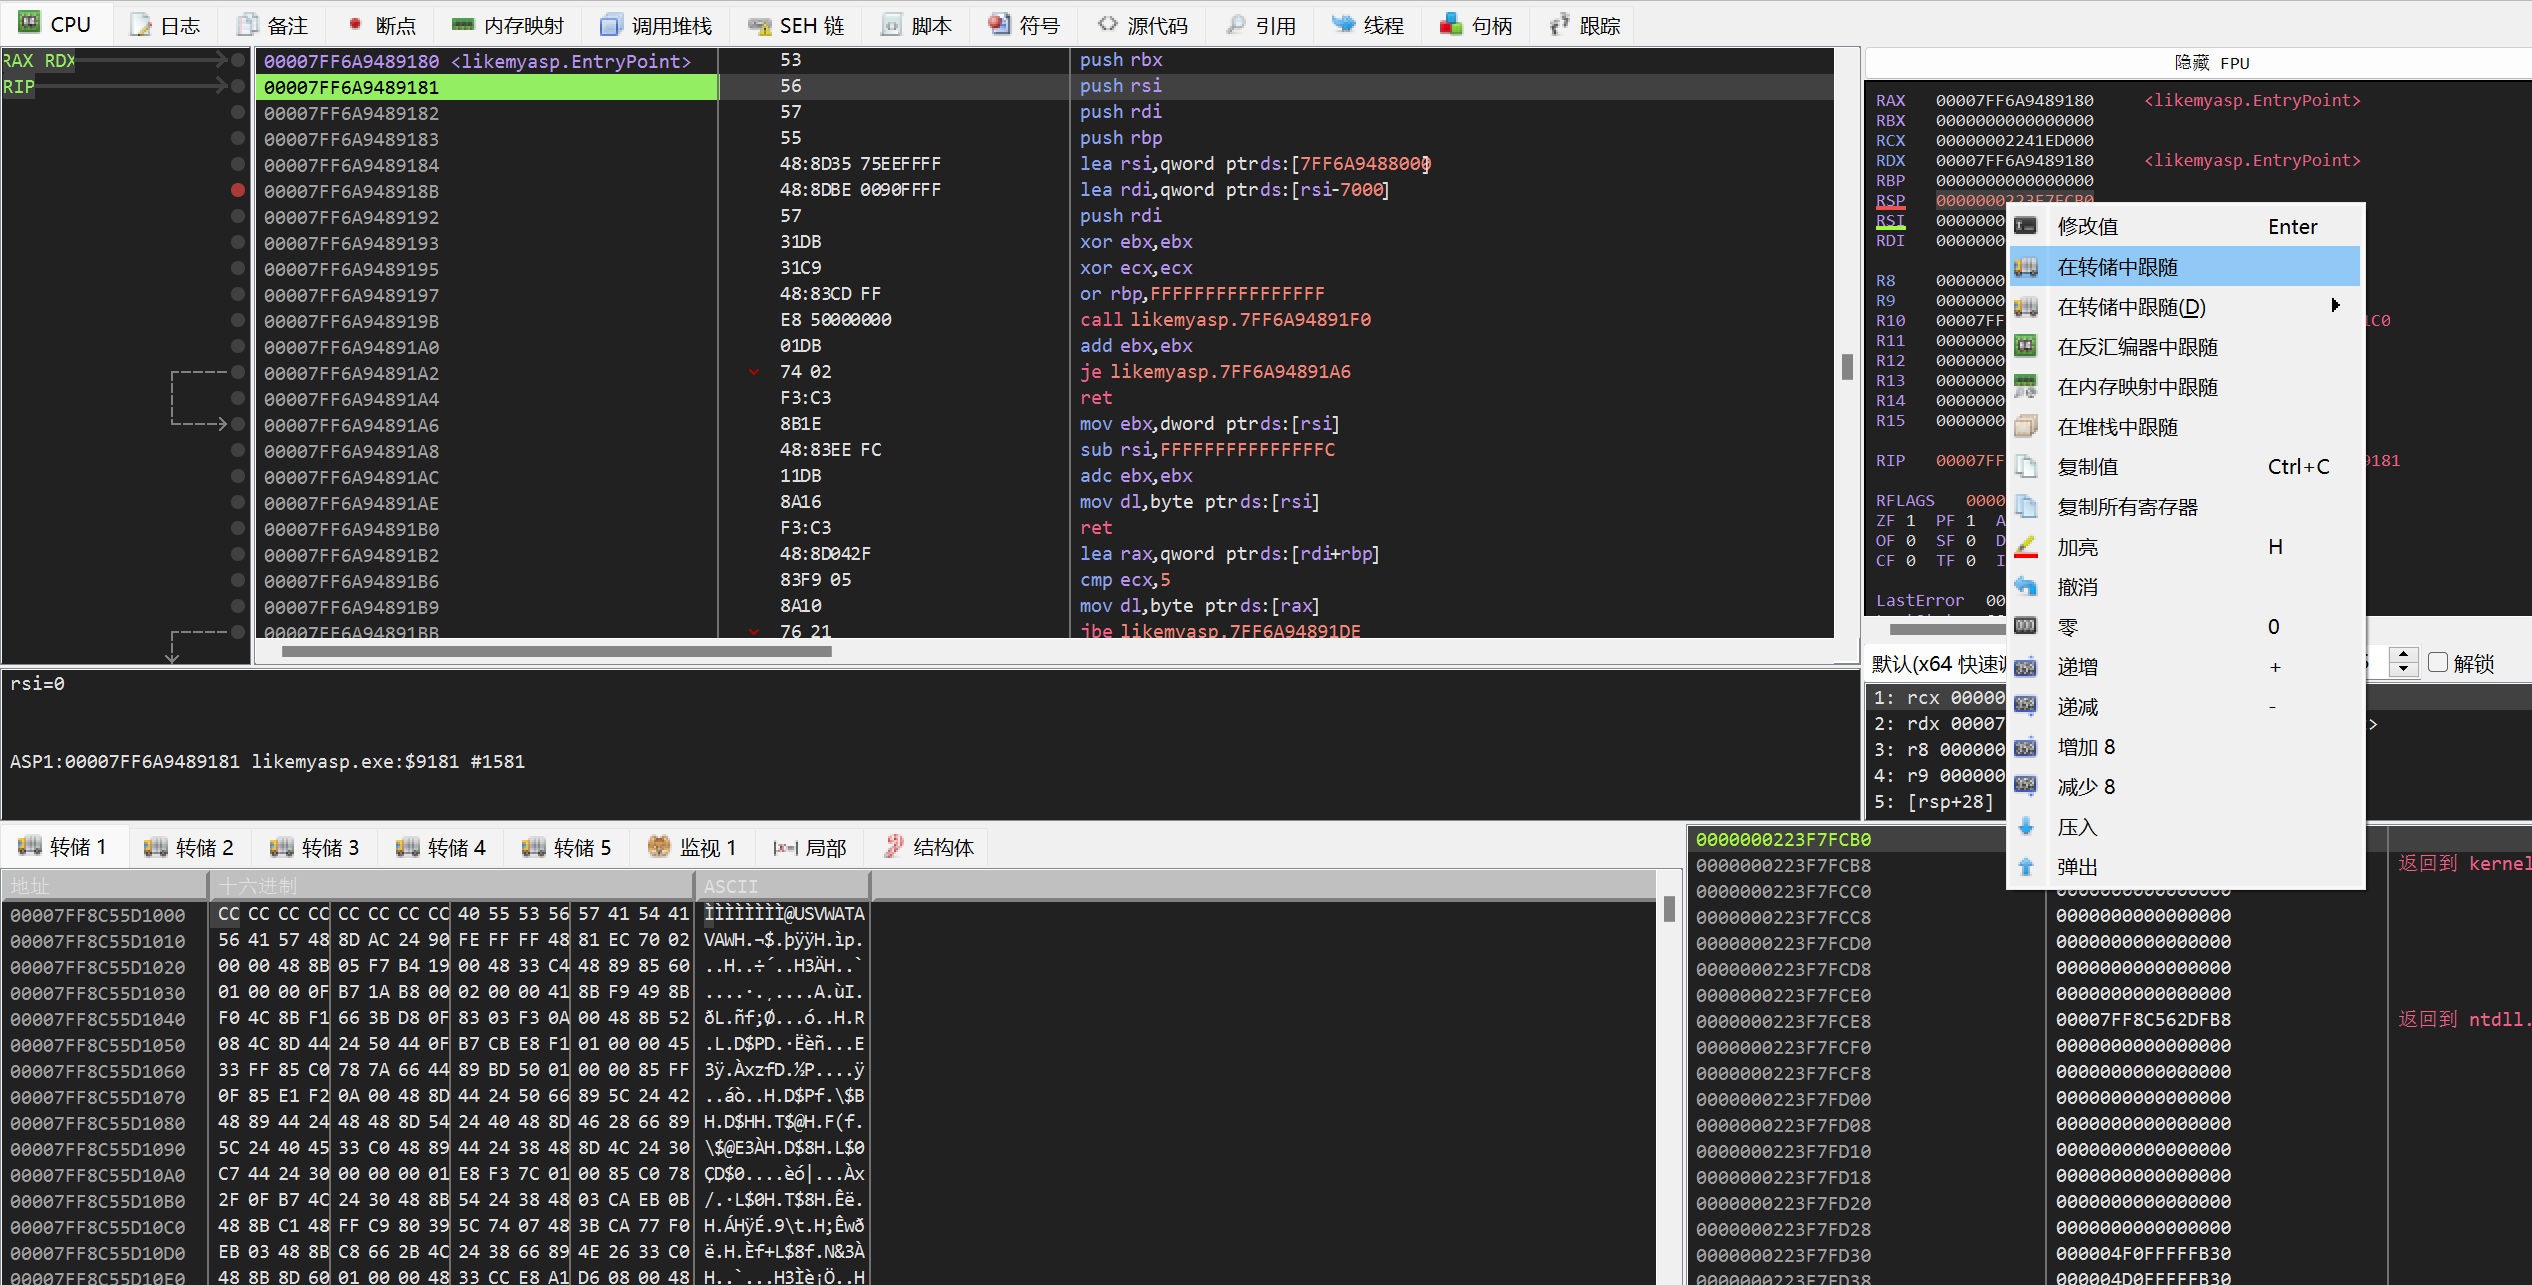 CPU 日志 备注 断点 内存映射 调用堆栈 SEH 链 脚本 符号 源代码 引用 线程 句柄 跟踪
RAX RDX
RIP
00007FF6A9489180 <likemyasp.EntryPoint> 53 push rbx
00007FF6A9489181 56 push rsi
00007FF6A9489182 57 push rdi
00007FF6A9489183 55 push rbp
00007FF6A9489184 48:8D35 75EEFFFF lea rsi,qword ptr ds:[7FF6A9488000]
00007FF6A948918B 48:8DBE 0090FFFF lea rdi,qword ptr ds:[rsi-7000]
00007FF6A9489192 57 push rdi
00007FF6A9489193 31DB xor ebx,ebx
00007FF6A9489195 31C9 xor ecx,ecx
00007FF6A9489197 48:83CD FF or rbp,FFFFFFFFFFFFFFFF
00007FF6A948919B E8 50000000 call likemyasp.7FF6A94891F0
00007FF6A94891A0 01DB add ebx,ebx
00007FF6A94891A2 74 02 je likemyasp.7FF6A94891A6
00007FF6A94891A4 F3:C3 ret
00007FF6A94891A6 8B1E mov ebx,dword ptr ds:[rsi]
00007FF6A94891A8 48:83EE FC sub rsi,FFFFFFFFFFFFFFFC
00007FF6A94891AC 11DB adc ebx,ebx
00007FF6A94891AE 8A16 mov dl,byte ptr ds:[rsi]
00007FF6A94891B0 F3:C3 ret
00007FF6A94891B2 48:8D042F lea rax,qword ptr ds:[rdi+rbp]
00007FF6A94891B6 83F9 05 cmp ecx,5
00007FF6A94891B9 8A10 mov dl,byte ptr ds:[rax]
00007FF6A94891BB 76 21 jbe likemyasp.7FF6A94891DE
隐藏 FPU
RAX 00007FF6A9489180 <likemyasp.EntryPoint>
RBX 0000000000000000
RCX 00000002241ED000
RDX 00007FF6A9489180 <likemyasp.EntryPoint>
RBP 0000000000000000
RSP 0000000223F7FCB0
RSI 0000000
RDI 0000000
R8 0000000
R9 0000000
R10 00007FF 1C0
R11 0000000
R12 0000000
R13 0000000
R14 0000000
R15 0000000
RIP 00007FF 9181
RFLAGS 0000
ZF 1 PF 1 A
OF 0 SF 0 D
CF 0 TF 0 I
LastError 00
修改值 Enter
在转储中跟随
在转储中跟随(D)
在反汇编器中跟随
在内存映射中跟随
在堆栈中跟随
复制值 Ctrl+C
复制所有寄存器
加亮 H
撤消
零 0
递增 +
递减 -
增加 8
减少 8
压入
弹出
默认(x64 快速 解锁
1: rcx 00000
2: rdx 00007 >
3: r8 000000
4: r9 000000
5: [rsp+28]
rsi=0
ASP1:00007FF6A9489181 likemyasp.exe:$9181 #1581
转储 1 转储 2 转储 3 转储 4 转储 5 监视 1 局部 结构体
地址 十六进制 ASCII
00007FF8C55D1000 CC CC CC CC CC CC CC CC 40 55 53 56 57 41 54 41 ÌÌÌÌÌÌÌÌ@USVWATA
00007FF8C55D1010 56 41 57 48 8D AC 24 90 FE FF FF 48 81 EC 70 02 VAWH.¬$.þÿÿH.ìp.
00007FF8C55D1020 00 00 48 8B 05 F7 B4 19 00 48 33 C4 48 89 85 60 ..H..÷´..H3ÄH..`
00007FF8C55D1030 01 00 00 0F B7 1A B8 00 02 00 00 41 8B F9 49 8B ....·.¸....A.ùI.
00007FF8C55D1040 F0 4C 8B F1 66 3B D8 0F 83 03 F3 0A 00 48 8B 52 ðL.ñf;Ø...ó..H.R
00007FF8C55D1050 08 4C 8D 44 24 50 44 0F B7 CB E8 F1 01 00 00 45 .L.D$PD.·Ëèñ...E
00007FF8C55D1060 33 FF 85 C0 78 7A 66 44 89 BD 50 01 00 00 85 FF 3ÿ.ÀxzfD.½P....ÿ
00007FF8C55D1070 0F 85 E1 F2 0A 00 48 8D 44 24 50 66 89 5C 24 42 ..áò..H.D$Pf.\$B
00007FF8C55D1080 48 89 44 24 48 48 8D 54 24 40 48 8D 46 28 66 89 H.D$HH.T$@H.F(f.
00007FF8C55D1090 5C 24 40 45 33 C0 48 89 44 24 38 48 8D 4C 24 30 \$@E3ÀH.D$8H.L$0
00007FF8C55D10A0 C7 44 24 30 00 00 00 01 E8 F3 7C 01 00 85 C0 78 ÇD$0....èó|...Àx
00007FF8C55D10B0 2F 0F B7 4C 24 30 48 8B 54 24 38 48 03 CA EB 0B /.·L$0H.T$8H.Êë.
00007FF8C55D10C0 48 8B C1 48 FF C9 80 39 5C 74 07 48 3B CA 77 F0 H.ÁHÿÉ.9\t.H;Êwð
00007FF8C55D10D0 EB 03 48 8B C8 66 2B 4C 24 38 66 89 4E 26 33 C0 ë.H.Èf+L$8f.N&3À
00007FF8C55D10E0 48 8B 8D 60 01 00 00 48 33 CC E8 A1 D6 08 00 48 H..`...H3Ìè¡Ö..H
0000000223F7FCB0
0000000223F7FCB8 返回到 kernel
0000000223F7FCC0 0000000000000000
0000000223F7FCC8 0000000000000000
0000000223F7FCD0 0000000000000000
0000000223F7FCD8 0000000000000000
0000000223F7FCE0 0000000000000000
0000000223F7FCE8 00007FF8C562DFB8 返回到 ntdll.
0000000223F7FCF0 0000000000000000
0000000223F7FCF8 0000000000000000
0000000223F7FD00 0000000000000000
0000000223F7FD08 0000000000000000
0000000223F7FD10 0000000000000000
0000000223F7FD18 0000000000000000
0000000223F7FD20 0000000000000000
0000000223F7FD28 0000000000000000
0000000223F7FD30 000004F0FFFFFB30
0000000223F7FD38 000004D0FFFFFB30